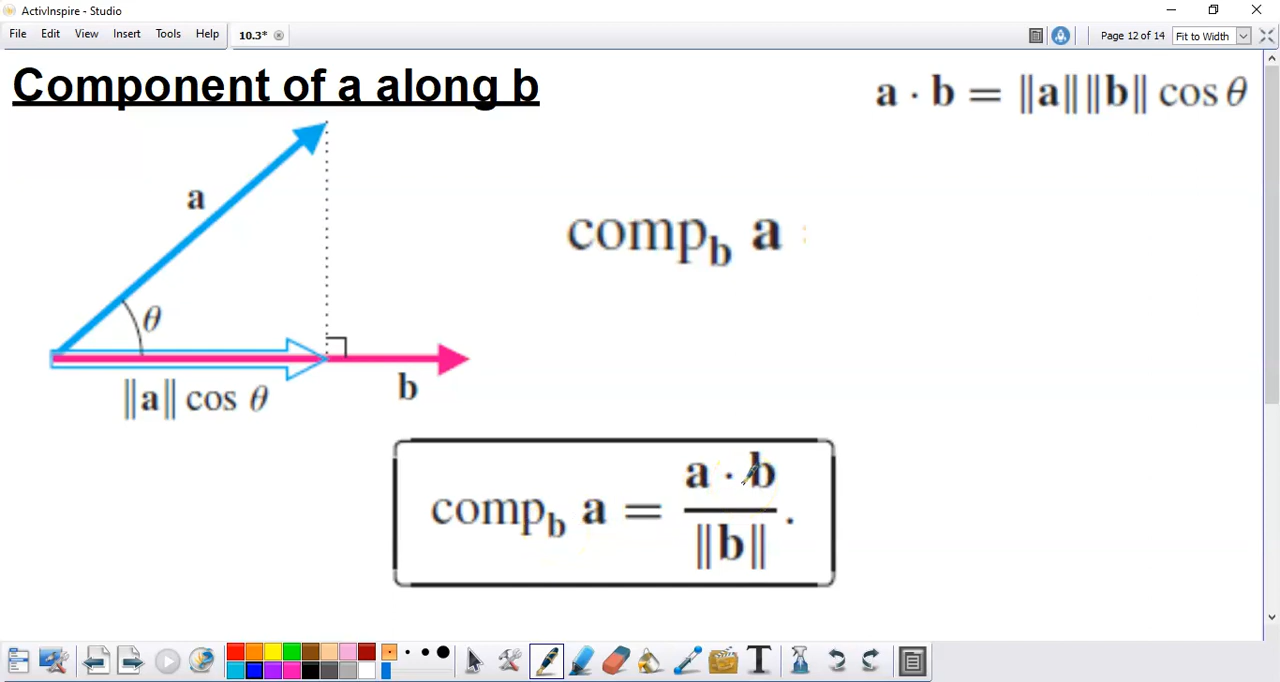 ActivInspire - Studio
File Edit View Insert Tools Help 10.3* Page 12 of 14 Fit to Width
Component of a along b
a · b = ‖a‖‖b‖ cos θ
a
comp_b a
θ
‖a‖ cos θ
b
comp_b a = a · b / ‖b‖ .
T